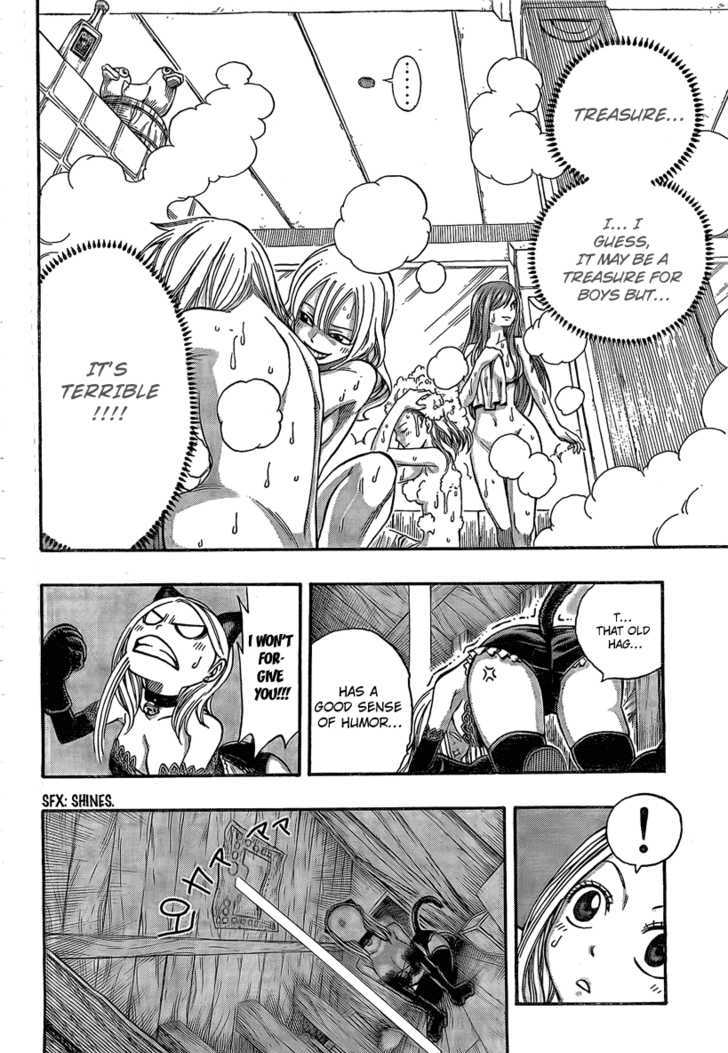 ......
TREASURE...
I... I
GUESS,
IT MAY BE A
TREASURE FOR
BOYS BUT...
IT'S
TERRIBLE
!!!!
T...
THAT OLD
HAG...
HAS A
GOOD SENSE
OF HUMOR...
I WON'T
FOR-
GIVE
YOU!!!
!
SFX: SHINES.